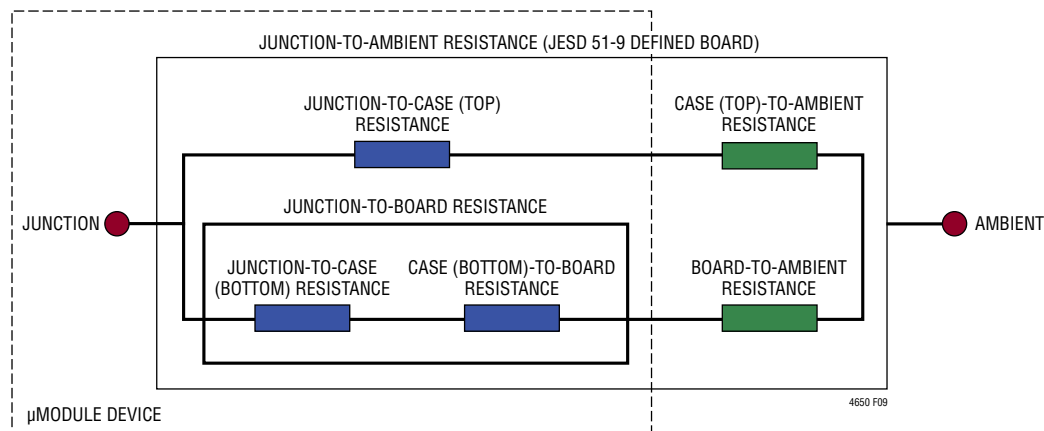 JUNCTION-TO-AMBIENT RESISTANCE (JESD 51-9 DEFINED BOARD)
JUNCTION-TO-CASE (TOP)
RESISTANCE
CASE (TOP)-TO-AMBIENT
RESISTANCE
JUNCTION-TO-BOARD RESISTANCE
JUNCTION
AMBIENT
JUNCTION-TO-CASE
(BOTTOM) RESISTANCE
CASE (BOTTOM)-TO-BOARD
RESISTANCE
BOARD-TO-AMBIENT
RESISTANCE
4650 F09
µMODULE DEVICE